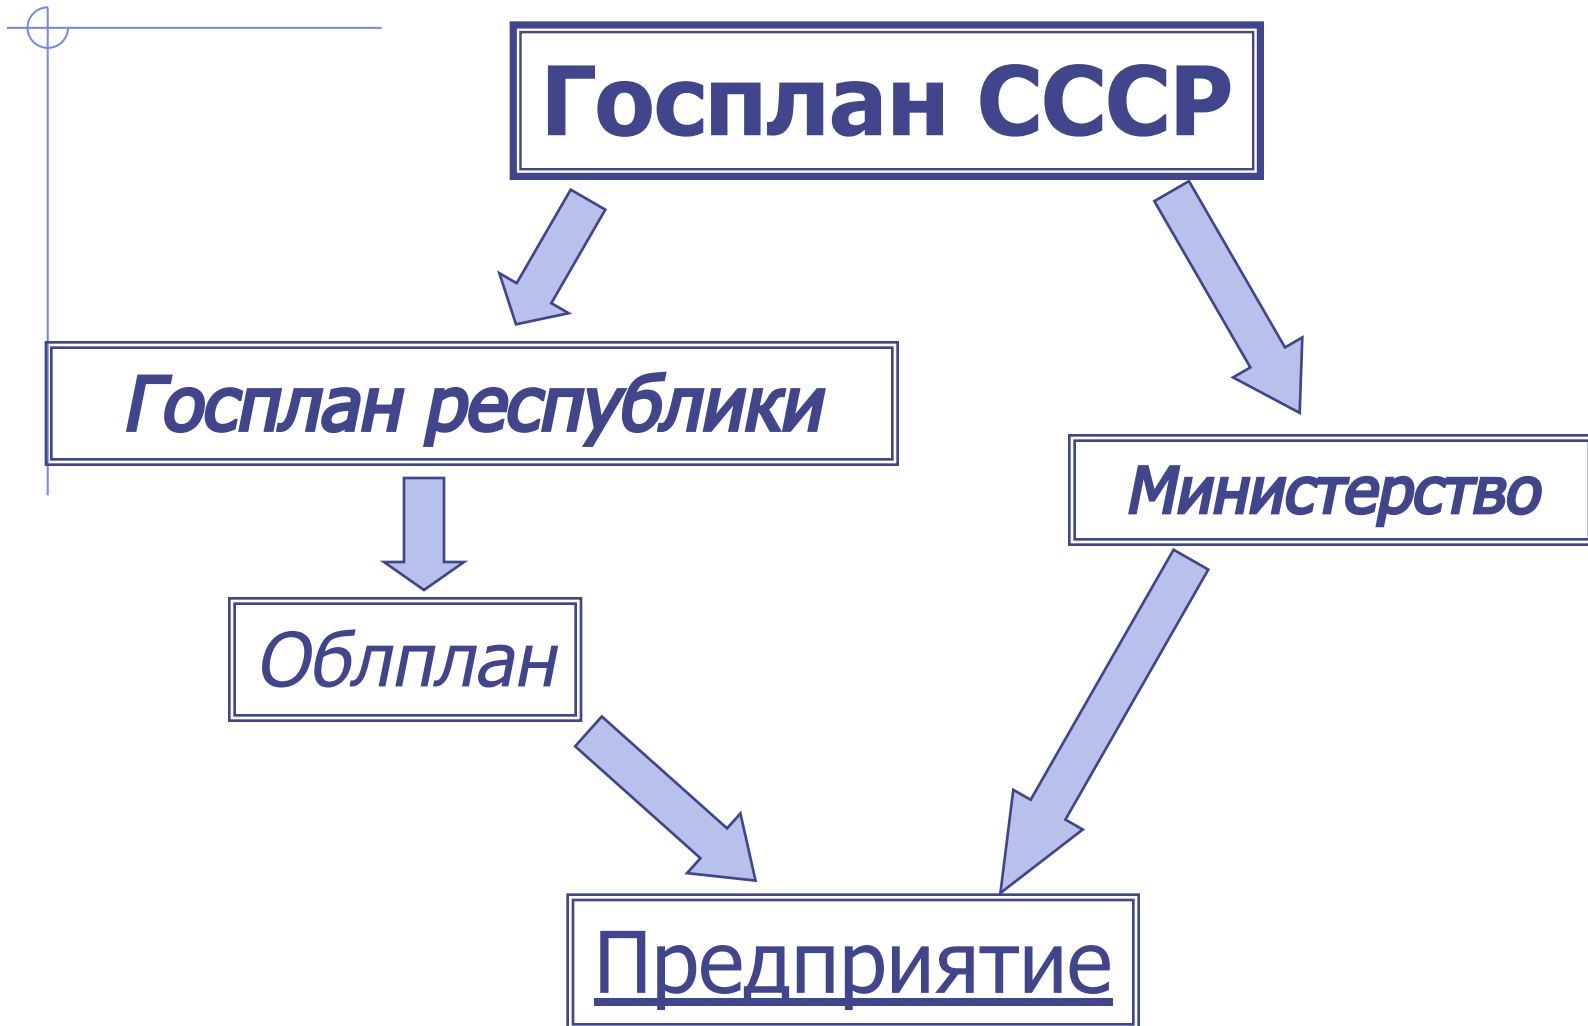 Госплан СССР
Госплан республики
Министерство
Облплан
Предприятие